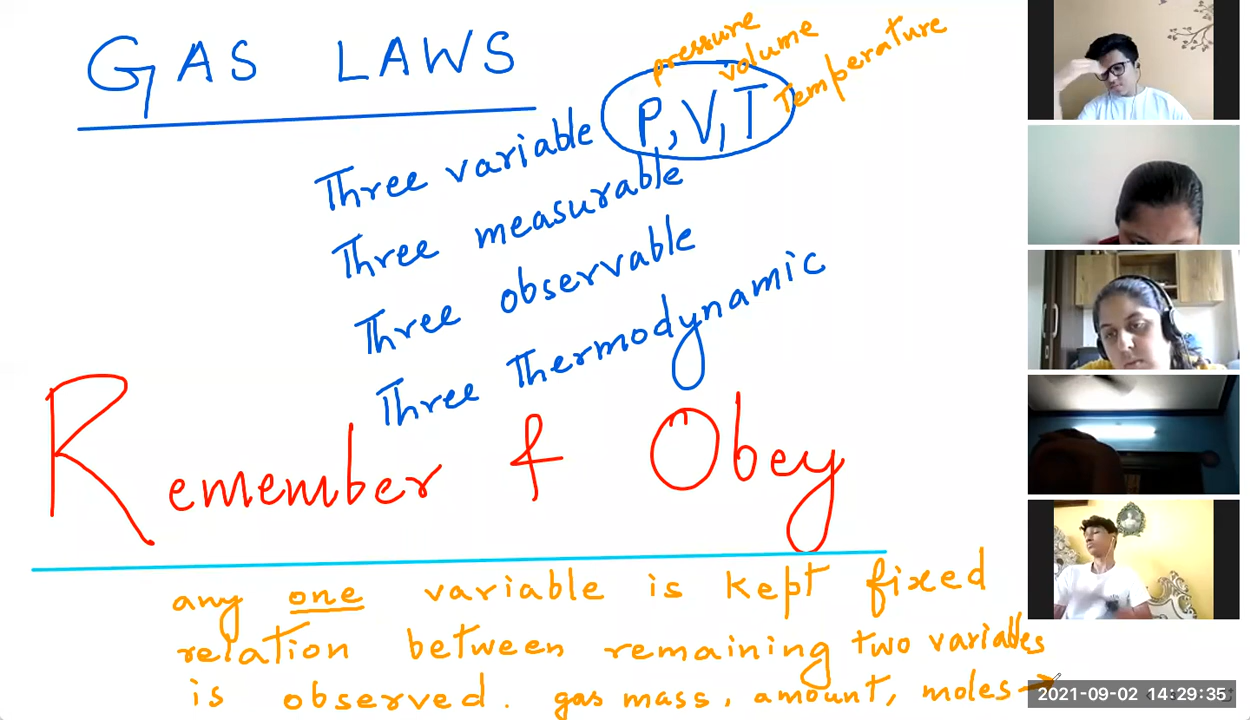 GAS LAWS
pressure
volume
Temperature
Three variable P, V, T
Three measurable
Three observable
Three Thermodynamic
Remember & Obey
any one variable is kept fixed
relation between remaining two variables
is observed. gas mass, amount, moles →
2021-09-02 14:29:35